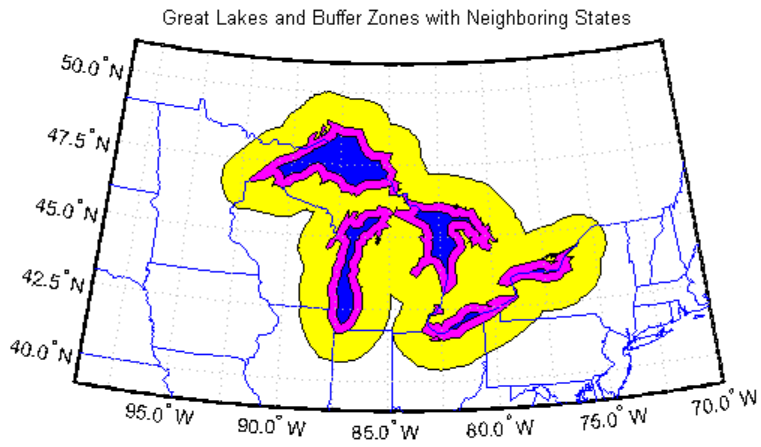 Great Lakes and Buffer Zones with Neighboring States
50.0° N
47.5° N
45.0° N
42.5° N
40.0° N
95.0° W
90.0° W
85.0° W
80.0° W
75.0° W
70.0° W